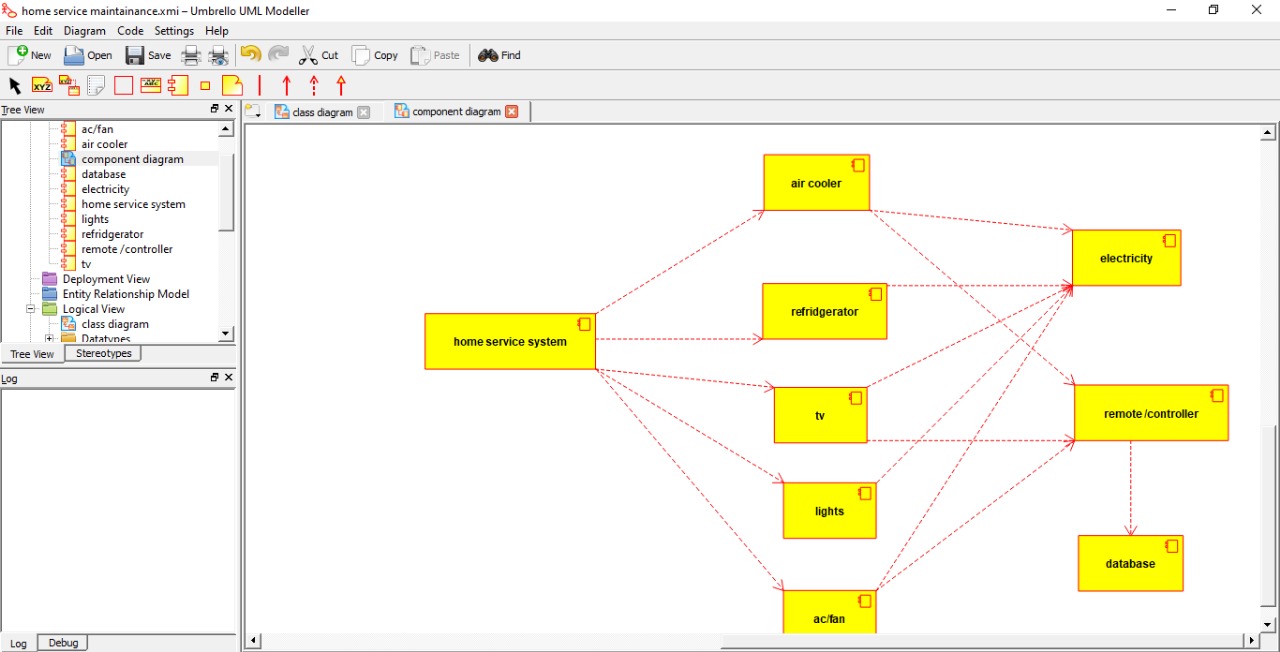 home service maintainance.xmi – Umbrello UML Modeller
File Edit Diagram Code Settings Help
New Open Save Cut Copy Paste Find
XYZ
Tree View
class diagram component diagram
ac/fan
air cooler
component diagram
database
electricity
home service system
lights
refridgerator
remote /controller
tv
Deployment View
Entity Relationship Model
Logical View
class diagram
Datatypes
Tree View Stereotypes
Log
Log Debug
air cooler
electricity
refridgerator
home service system
tv
remote /controller
lights
database
ac/fan